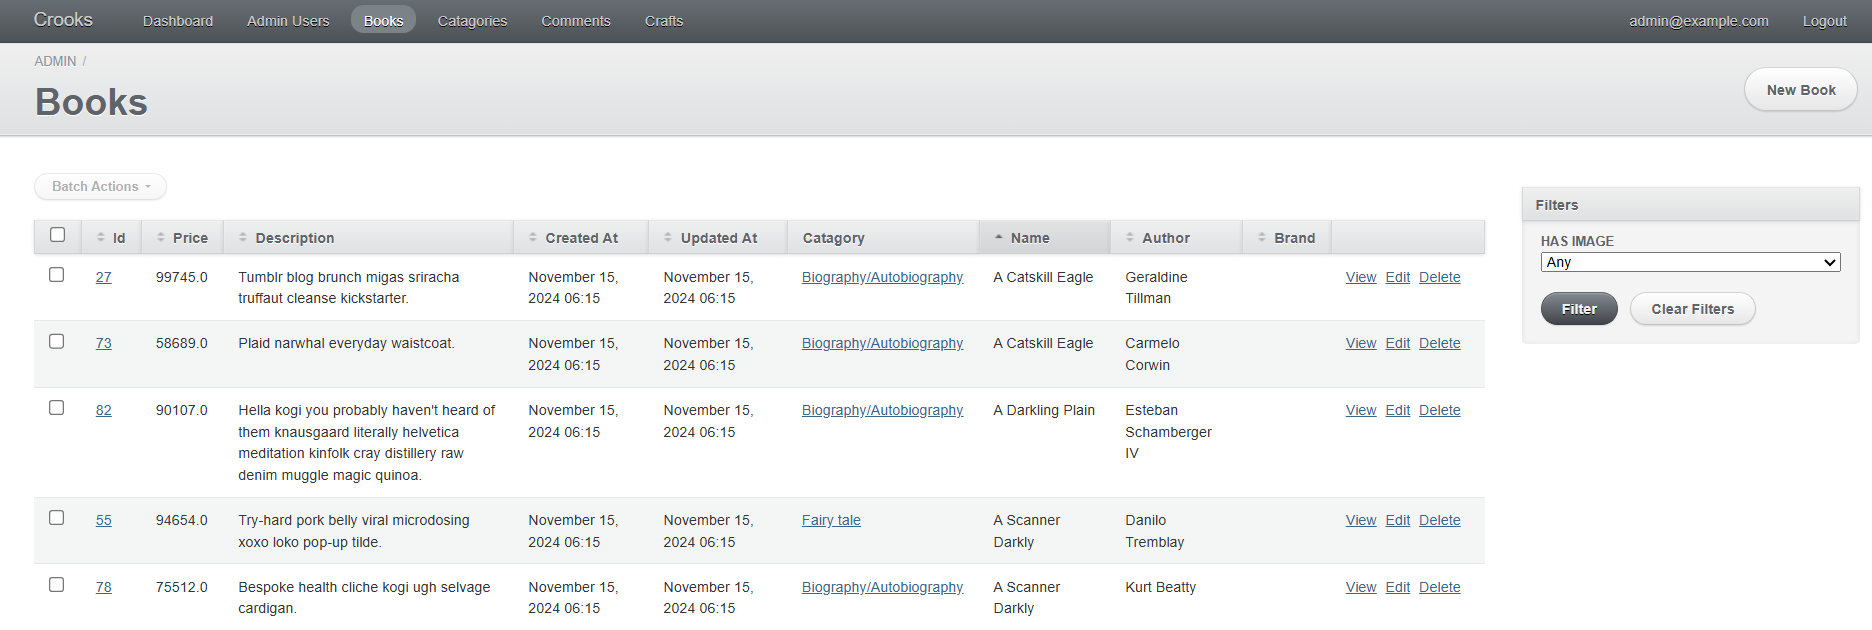 Crooks Dashboard Admin Users Books Catagories Comments Crafts admin@example.com Logout
ADMIN /
Books
New Book
Batch Actions
Id Price Description Created At Updated At Catagory Name Author Brand
27 99745.0 Tumblr blog brunch migas sriracha November 15, November 15, Biography/Autobiography A Catskill Eagle Geraldine View Edit Delete
truffaut cleanse kickstarter. 2024 06:15 2024 06:15 Tillman
73 58689.0 Plaid narwhal everyday waistcoat. November 15, November 15, Biography/Autobiography A Catskill Eagle Carmelo View Edit Delete
2024 06:15 2024 06:15 Corwin
82 90107.0 Hella kogi you probably haven't heard of November 15, November 15, Biography/Autobiography A Darkling Plain Esteban View Edit Delete
them knausgaard literally helvetica 2024 06:15 2024 06:15 Schamberger
meditation kinfolk cray distillery raw IV
denim muggle magic quinoa.
55 94654.0 Try-hard pork belly viral microdosing November 15, November 15, Fairy tale A Scanner Danilo View Edit Delete
xoxo loko pop-up tilde. 2024 06:15 2024 06:15 Darkly Tremblay
78 75512.0 Bespoke health cliche kogi ugh selvage November 15, November 15, Biography/Autobiography A Scanner Kurt Beatty View Edit Delete
cardigan. 2024 06:15 2024 06:15 Darkly
Filters
HAS IMAGE
Any
Filter Clear Filters